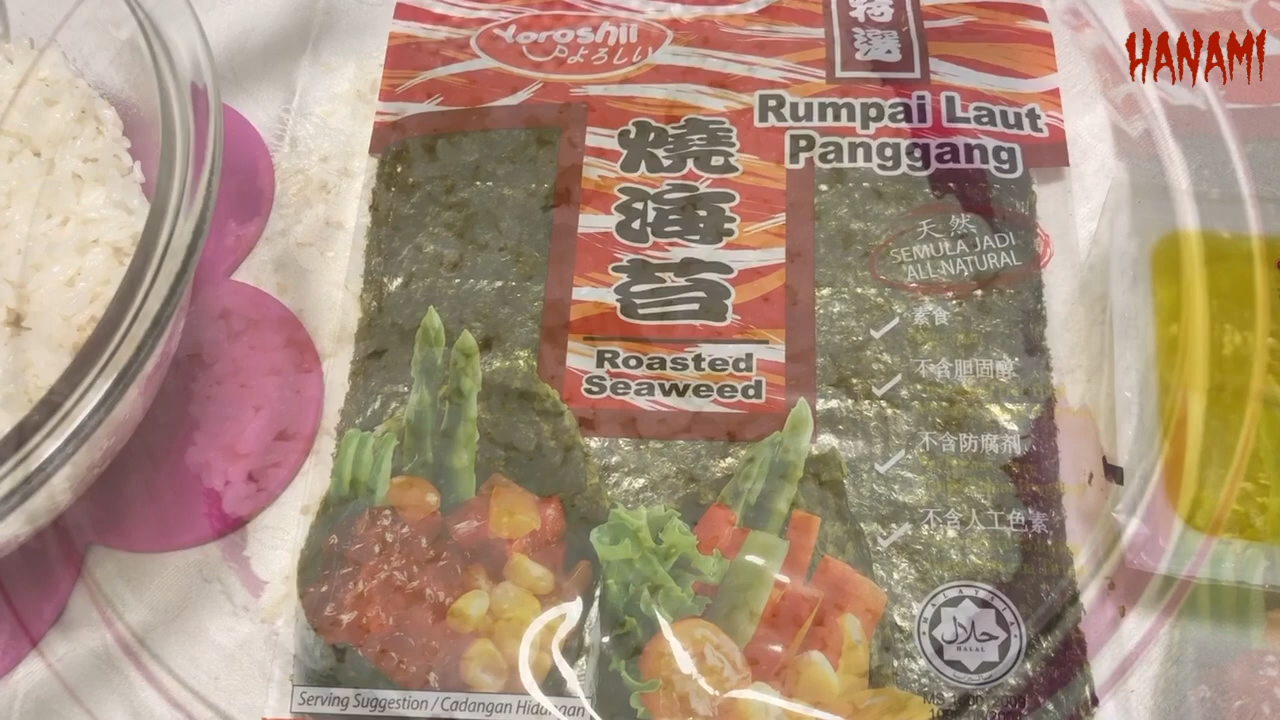 HANAMI
Yoroshii
よろしい
特選
Rumpai Laut
Panggang
燒海苔
Roasted
Seaweed
天然
SEMULA JADI
ALL NATURAL
素食
不含胆固醇
不含防腐剂
不含人工色素
MALAYSIA
حلال
HALAL
Serving Suggestion / Cadangan Hidangan